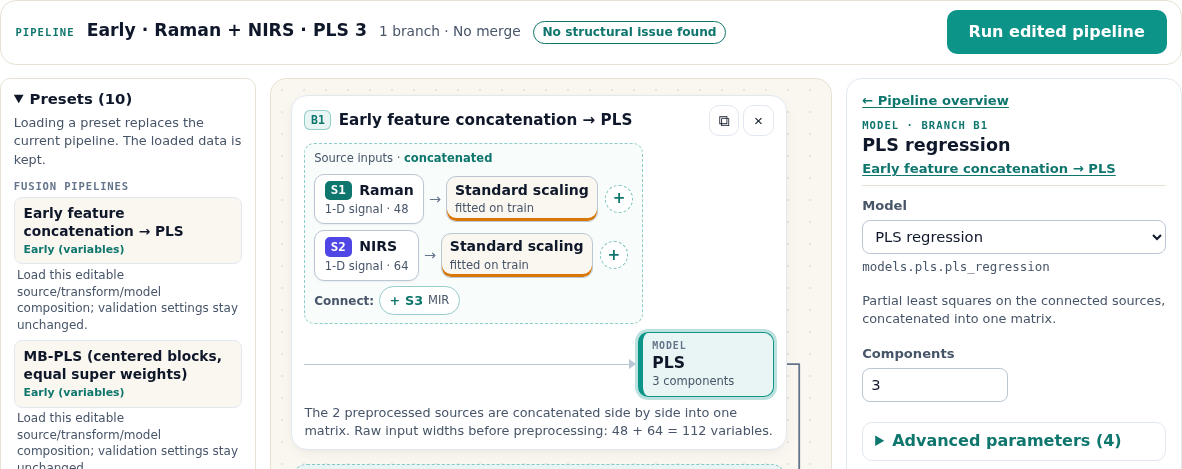 PIPELINE Early · Raman + NIRS · PLS 3 1 branch · No merge No structural issue found Run edited pipeline
▼ Presets (10)
Loading a preset replaces the
current pipeline. The loaded data is
kept.
FUSION PIPELINES
Early feature
concatenation → PLS
Early (variables)
Load this editable
source/transform/model
composition; validation settings stay
unchanged.
MB-PLS (centered blocks,
equal super weights)
Early (variables)
Load this editable
source/transform/model
composition; validation settings stay
unchanged.
B1 Early feature concatenation → PLS ×
Source inputs · concatenated
S1 Raman
1-D signal · 48
→
Standard scaling
fitted on train
+
S2 NIRS
1-D signal · 64
→
Standard scaling
fitted on train
+
Connect: + S3 MIR
MODEL
PLS
3 components
The 2 preprocessed sources are concatenated side by side into one
matrix. Raw input widths before preprocessing: 48 + 64 = 112 variables.
← Pipeline overview
MODEL · BRANCH B1
PLS regression
Early feature concatenation → PLS
Model
PLS regression
models.pls.pls_regression
Partial least squares on the connected sources,
concatenated into one matrix.
Components
3
▶ Advanced parameters (4)